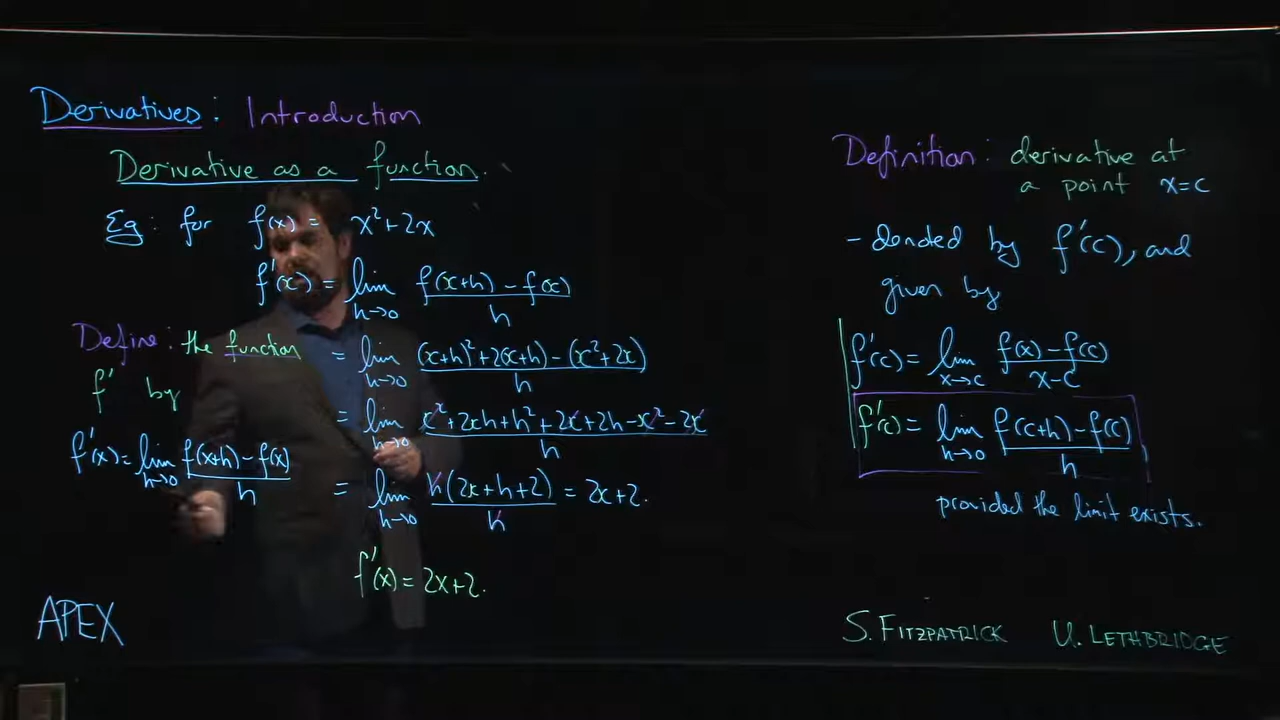 Derivatives: Introduction
Derivative as a function.
Eg: for f(x) = x²+2x
f'(x) = lim h→0 f(x+h) - f(x) / h
Define: the function
f' by
f'(x) = lim h→0 f(x+h) - f(x) / h
= lim h→0 (x+h)²+2(x+h) - (x²+2x) / h
= lim h→0 x²+2xh+h²+2x+2h-x²-2x / h
= lim h→0 h(2x+h+2) / h = 2x+2.
f'(x) = 2x+2.
APEX
Definition: derivative at
a point x=c
- denoted by f'(c), and
given by
f'(c) = lim x→c f(x) - f(c) / x-c
f'(c) = lim h→0 f(c+h) - f(c) / h
provided the limit exists.
S. FITZPATRICK U. LETHBRIDGE